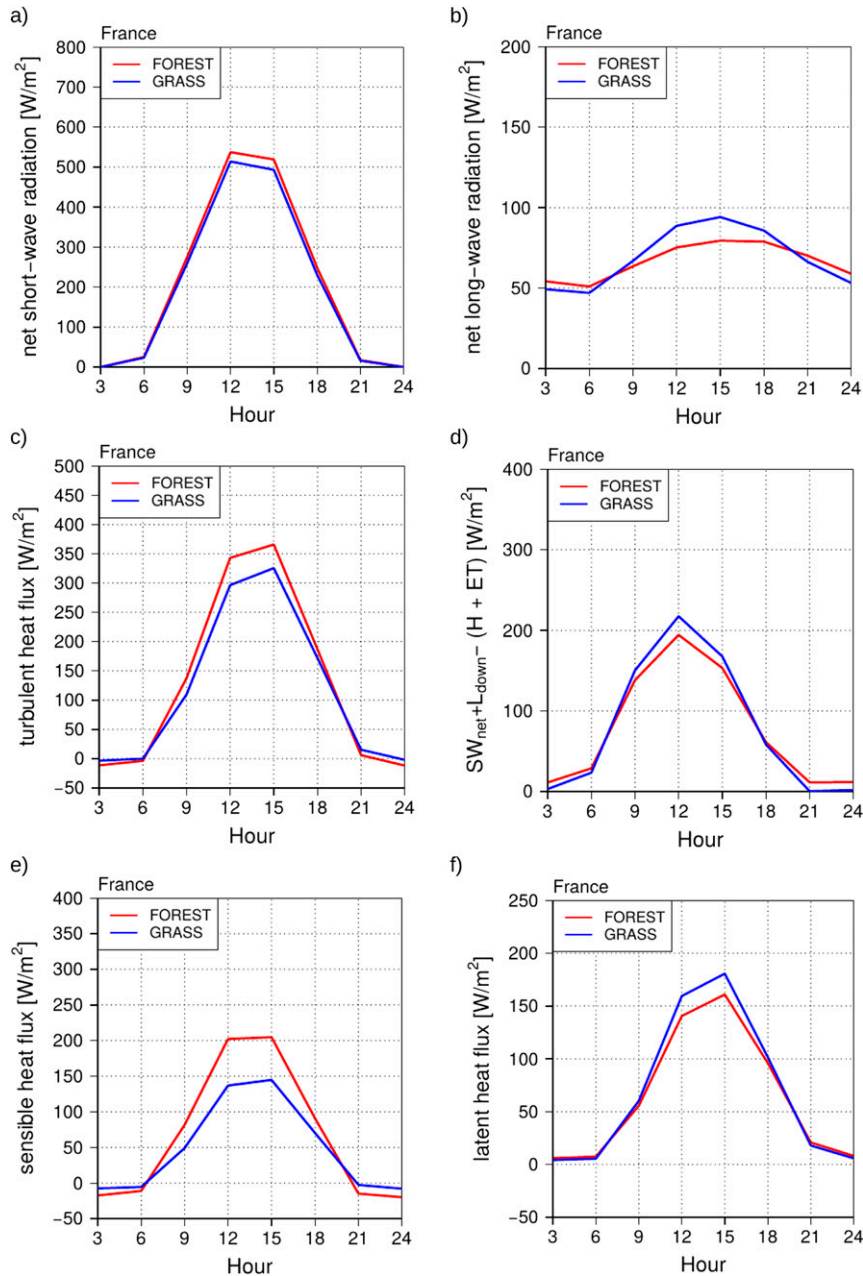 a)
France
net short-wave radiation [W/m²]
800
700
600
500
400
300
200
100
0
FOREST
GRASS
3 6 9 12 15 18 21 24
Hour
b)
France
net long-wave radiation [W/m²]
200
150
100
50
0
FOREST
GRASS
3 6 9 12 15 18 21 24
Hour
c)
France
turbulent heat flux [W/m²]
500
450
400
350
300
250
200
150
100
50
0
−50
FOREST
GRASS
3 6 9 12 15 18 21 24
Hour
d)
France
SWnet+Ldown− (H + ET) [W/m²]
400
300
200
100
0
FOREST
GRASS
3 6 9 12 15 18 21 24
Hour
e)
France
sensible heat flux [W/m²]
400
350
300
250
200
150
100
50
0
−50
FOREST
GRASS
3 6 9 12 15 18 21 24
Hour
f)
France
latent heat flux [W/m²]
250
200
150
100
50
0
−50
FOREST
GRASS
3 6 9 12 15 18 21 24
Hour